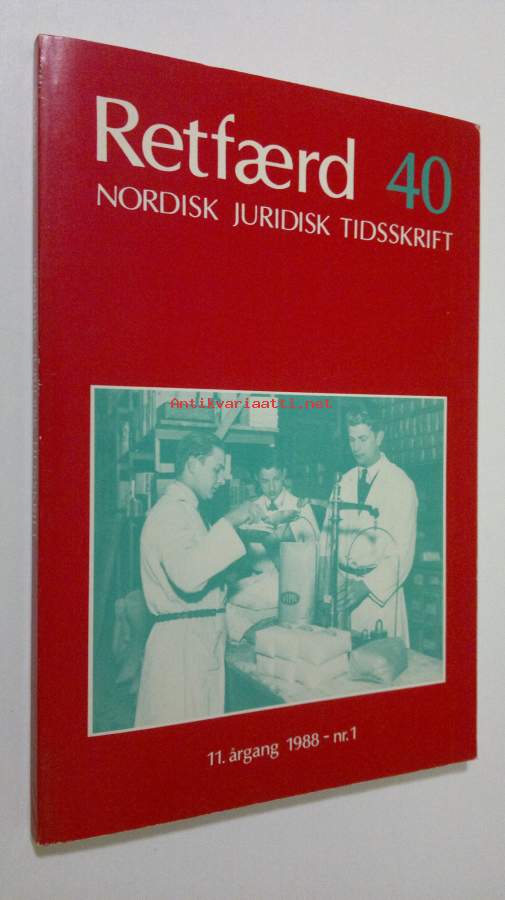 Retfærd 40
NORDISK JURIDISK TIDSSKRIFT
Antikvariaatti.net
11. årgang 1988 - nr. 1